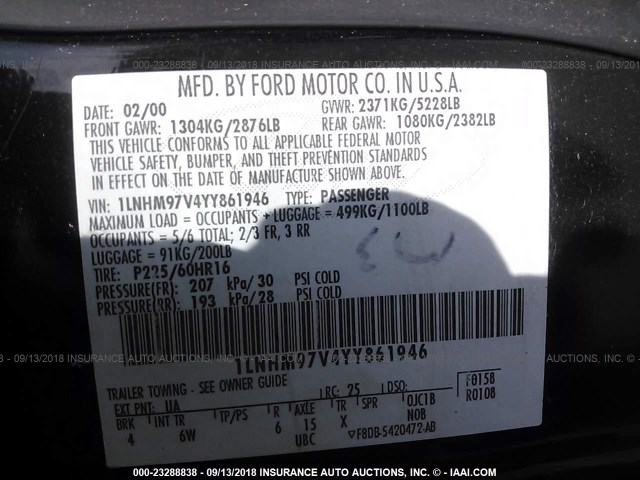 000-23288838 - 09/13/2018 - INSURANCE AUTO AUCTIONS, INC. - © IAAI.COM
MFD. BY FORD MOTOR CO. IN U.S.A.
DATE: 02/00 GVWR: 2371KG/5228LB
FRONT GAWR: 1304KG/2876LB REAR GAWR: 1080KG/2382LB
THIS VEHICLE CONFORMS TO ALL APPLICABLE FEDERAL MOTOR
VEHICLE SAFETY, BUMPER, AND THEFT PREVENTION STANDARDS
IN EFFECT ON THE DATE OF MANUFACTURE SHOWN ABOVE.
VIN: 1LNHM97V4YY861946 TYPE: PASSENGER
MAXIMUM LOAD = OCCUPANTS + LUGGAGE = 499KG/1100LB
OCCUPANTS = 5/6 TOTAL; 2/3 FR, 3 RR
LUGGAGE = 91KG/200LB
TIRE: P225/60HR16
PRESSURE(FR): 207 kPa/30 PSI COLD
PRESSURE(RR): 193 kPa/28 PSI COLD
1LNHM97V4YY861946
TRAILER TOWING - SEE OWNER GUIDE
EXT PNT: UA RC: 25 DSO: F0158
R0108
BRK INT TR TP/PS R AXLE TR SPR OJC1B
4 6W 6 15 X N0B
UBC ▽F8DB-5420472-AB
000-23288838 - 09/13/2018 - INSURANCE AUTO AUCTIONS, INC. - © IAAI.COM